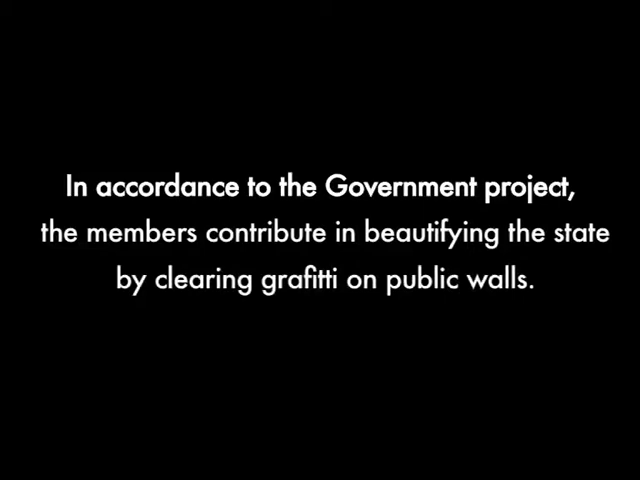 In accordance to the Government project,
the members contribute in beautifying the state
by clearing grafitti on public walls.